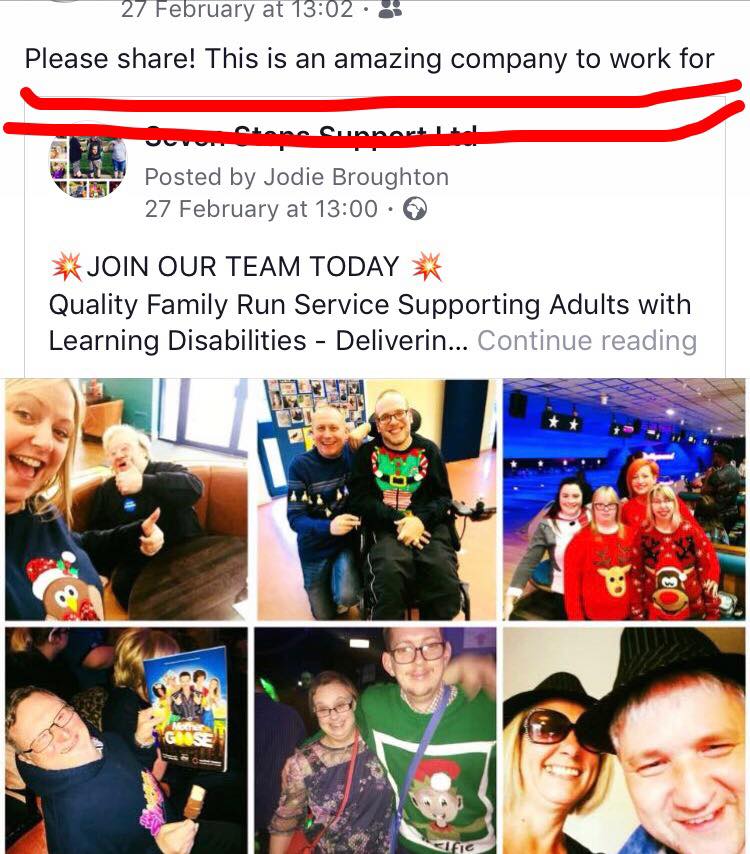 27 February at 13:02 ·
Please share! This is an amazing company to work for
Seven Steps Support Ltd
Posted by Jodie Broughton
27 February at 13:00 ·
💥JOIN OUR TEAM TODAY 💥
Quality Family Run Service Supporting Adults with
Learning Disabilities - Deliverin... Continue reading
Mother
GOOSE
Elfie